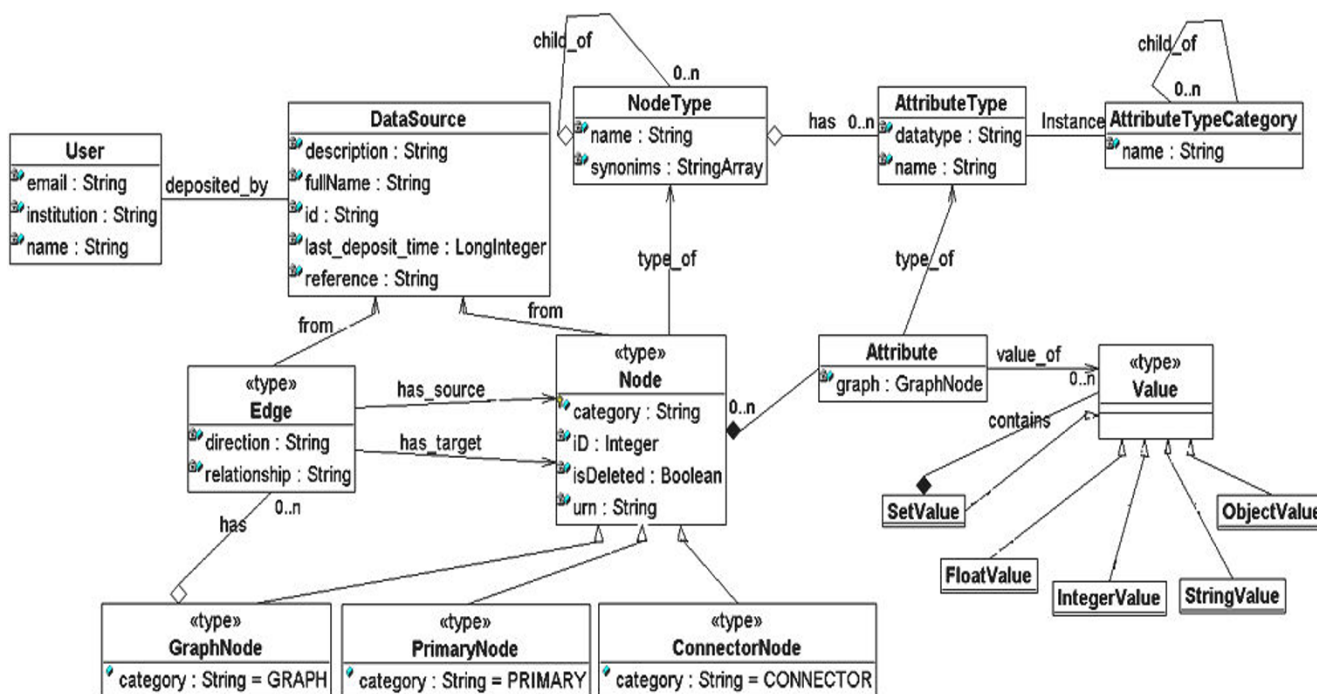 child_of
0..n
NodeType
name : String
synonims : StringArray
has 0..n
AttributeType
datatype : String
name : String
Instance
child_of
0..n
AttributeTypeCategory
name : String
User
email : String
institution : String
name : String
deposited_by
DataSource
description : String
fullName : String
id : String
last_deposit_time : LongInteger
reference : String
type_of
type_of
from
from
«type»
Edge
direction : String
relationship : String
0..n
has
has_source
has_target
«type»
Node
category : String
iD : Integer
isDeleted : Boolean
urn : String
0..n
Attribute
graph : GraphNode
value_of
0..n
«type»
Value
contains
SetValue
FloatValue
IntegerValue
StringValue
ObjectValue
«type»
GraphNode
category : String = GRAPH
«type»
PrimaryNode
category : String = PRIMARY
«type»
ConnectorNode
category : String = CONNECTOR